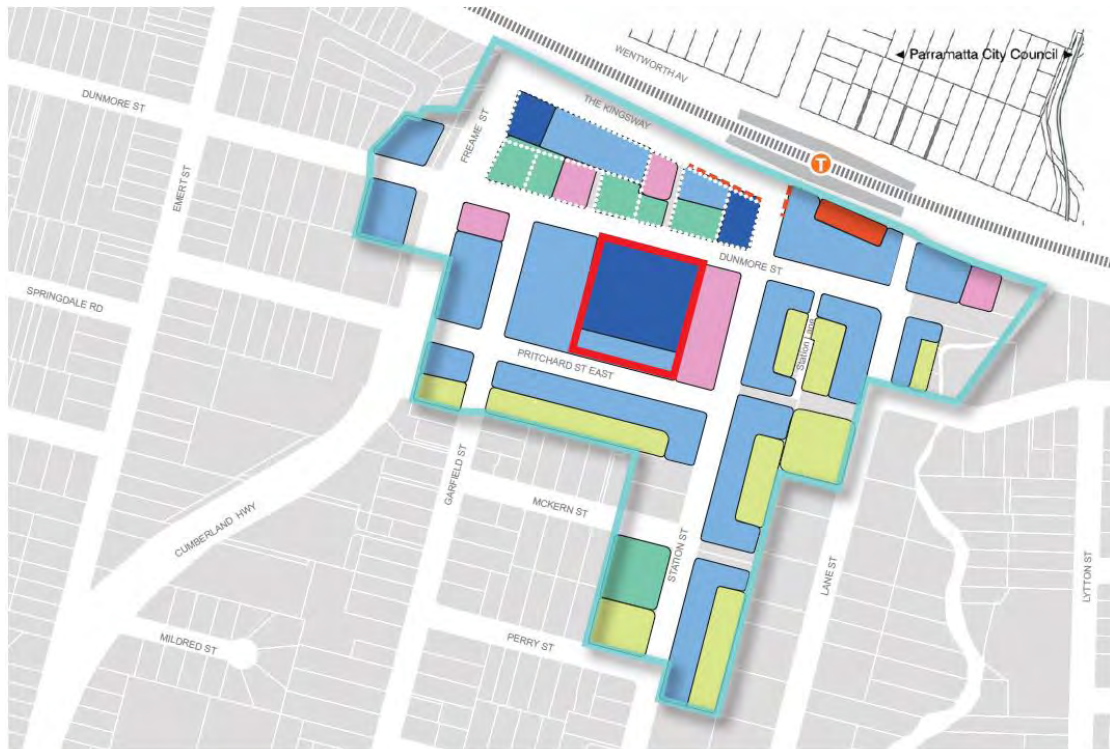 WENTWORTH AV
◄ Parramatta City Council ►
THE KINGSWAY
DUNMORE ST
FREAME ST
T
EMERT ST
DUNMORE ST
SPRINGDALE RD
Station Lane
PRITCHARD ST EAST
GARFIELD ST
MCKERN ST
CUMBERLAND HWY
STATION ST
LANE ST
LYTTON ST
MILDRED ST
PERRY ST